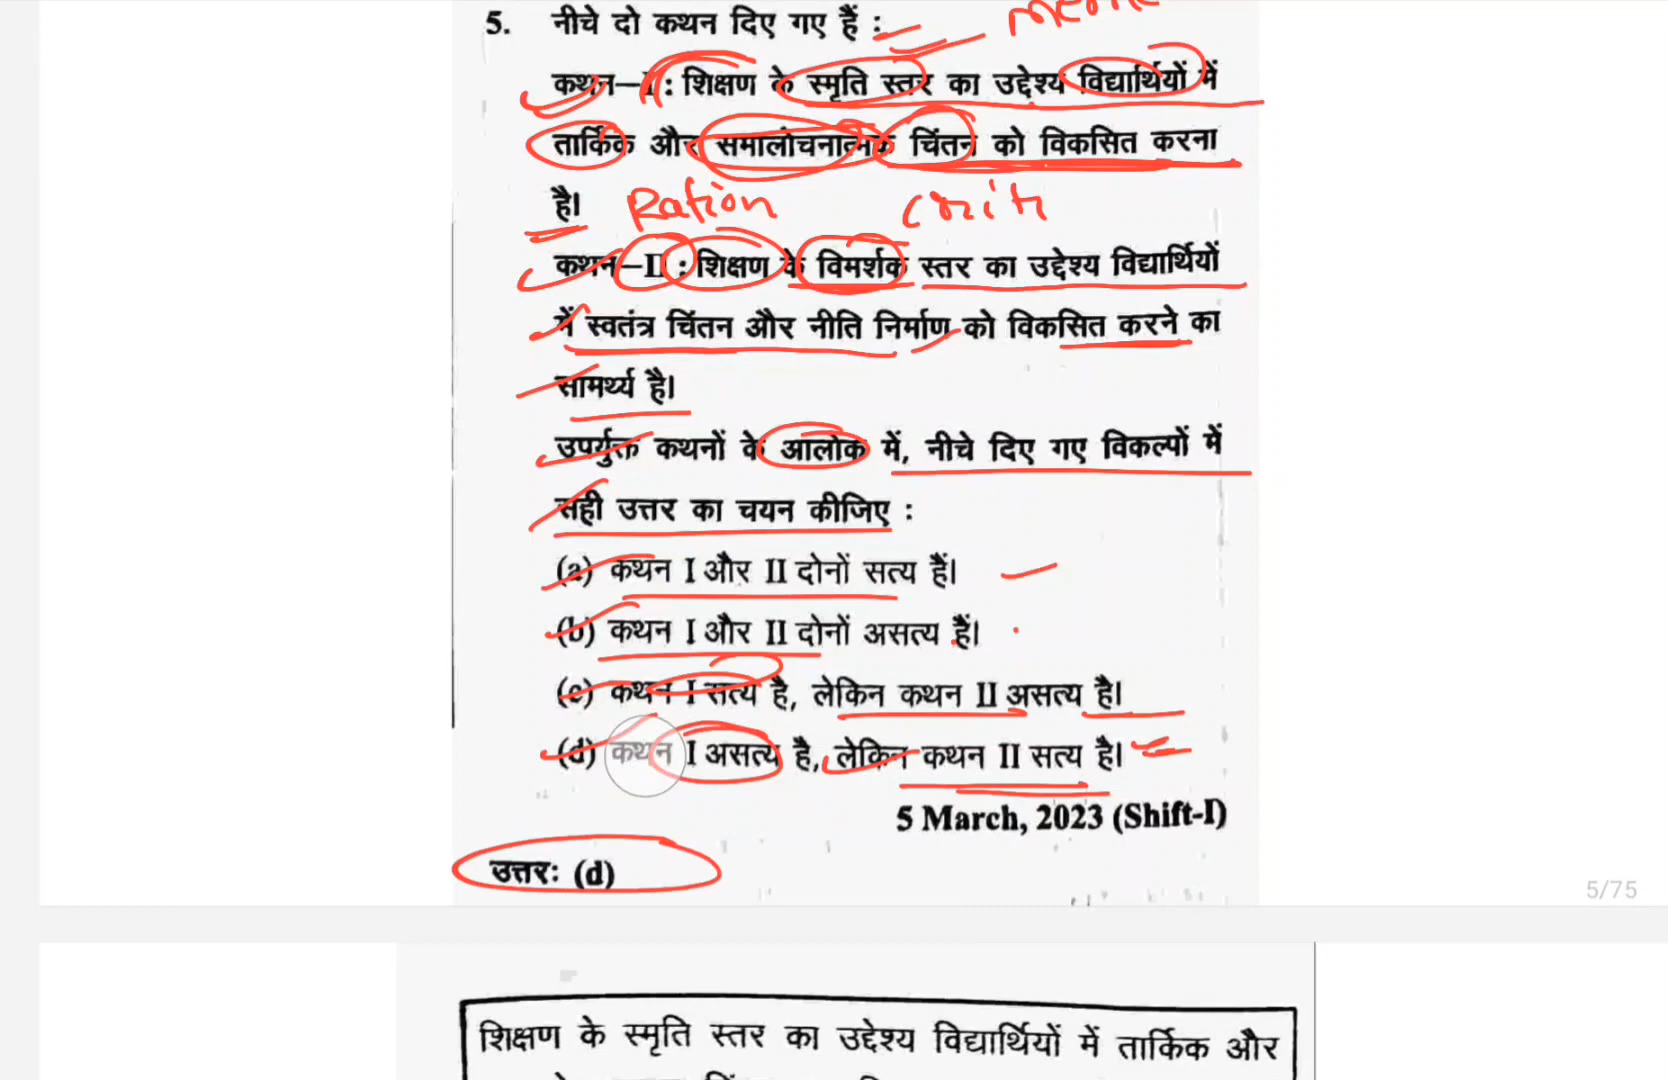 5. नीचे दो कथन दिए गए हैं :
कथन–I : शिक्षण के स्मृति स्तर का उद्देश्य विद्यार्थियों में
तार्किक और समालोचनात्मक चिंतन को विकसित करना
है। Ration Criti
कथन–II : शिक्षण के विमर्शक स्तर का उद्देश्य विद्यार्थियों
में स्वतंत्र चिंतन और नीति निर्माण को विकसित करने का
सामर्थ्य है।
उपर्युक्त कथनों के आलोक में, नीचे दिए गए विकल्पों में
सही उत्तर का चयन कीजिए :
(a) कथन I और II दोनों सत्य हैं।
(b) कथन I और II दोनों असत्य हैं।
(c) कथन I सत्य है, लेकिन कथन II असत्य है।
(d) कथन I असत्य है, लेकिन कथन II सत्य है।
5 March, 2023 (Shift-I)
उत्तरः (d)
5/75
शिक्षण के स्मृति स्तर का उद्देश्य विद्यार्थियों में तार्किक और